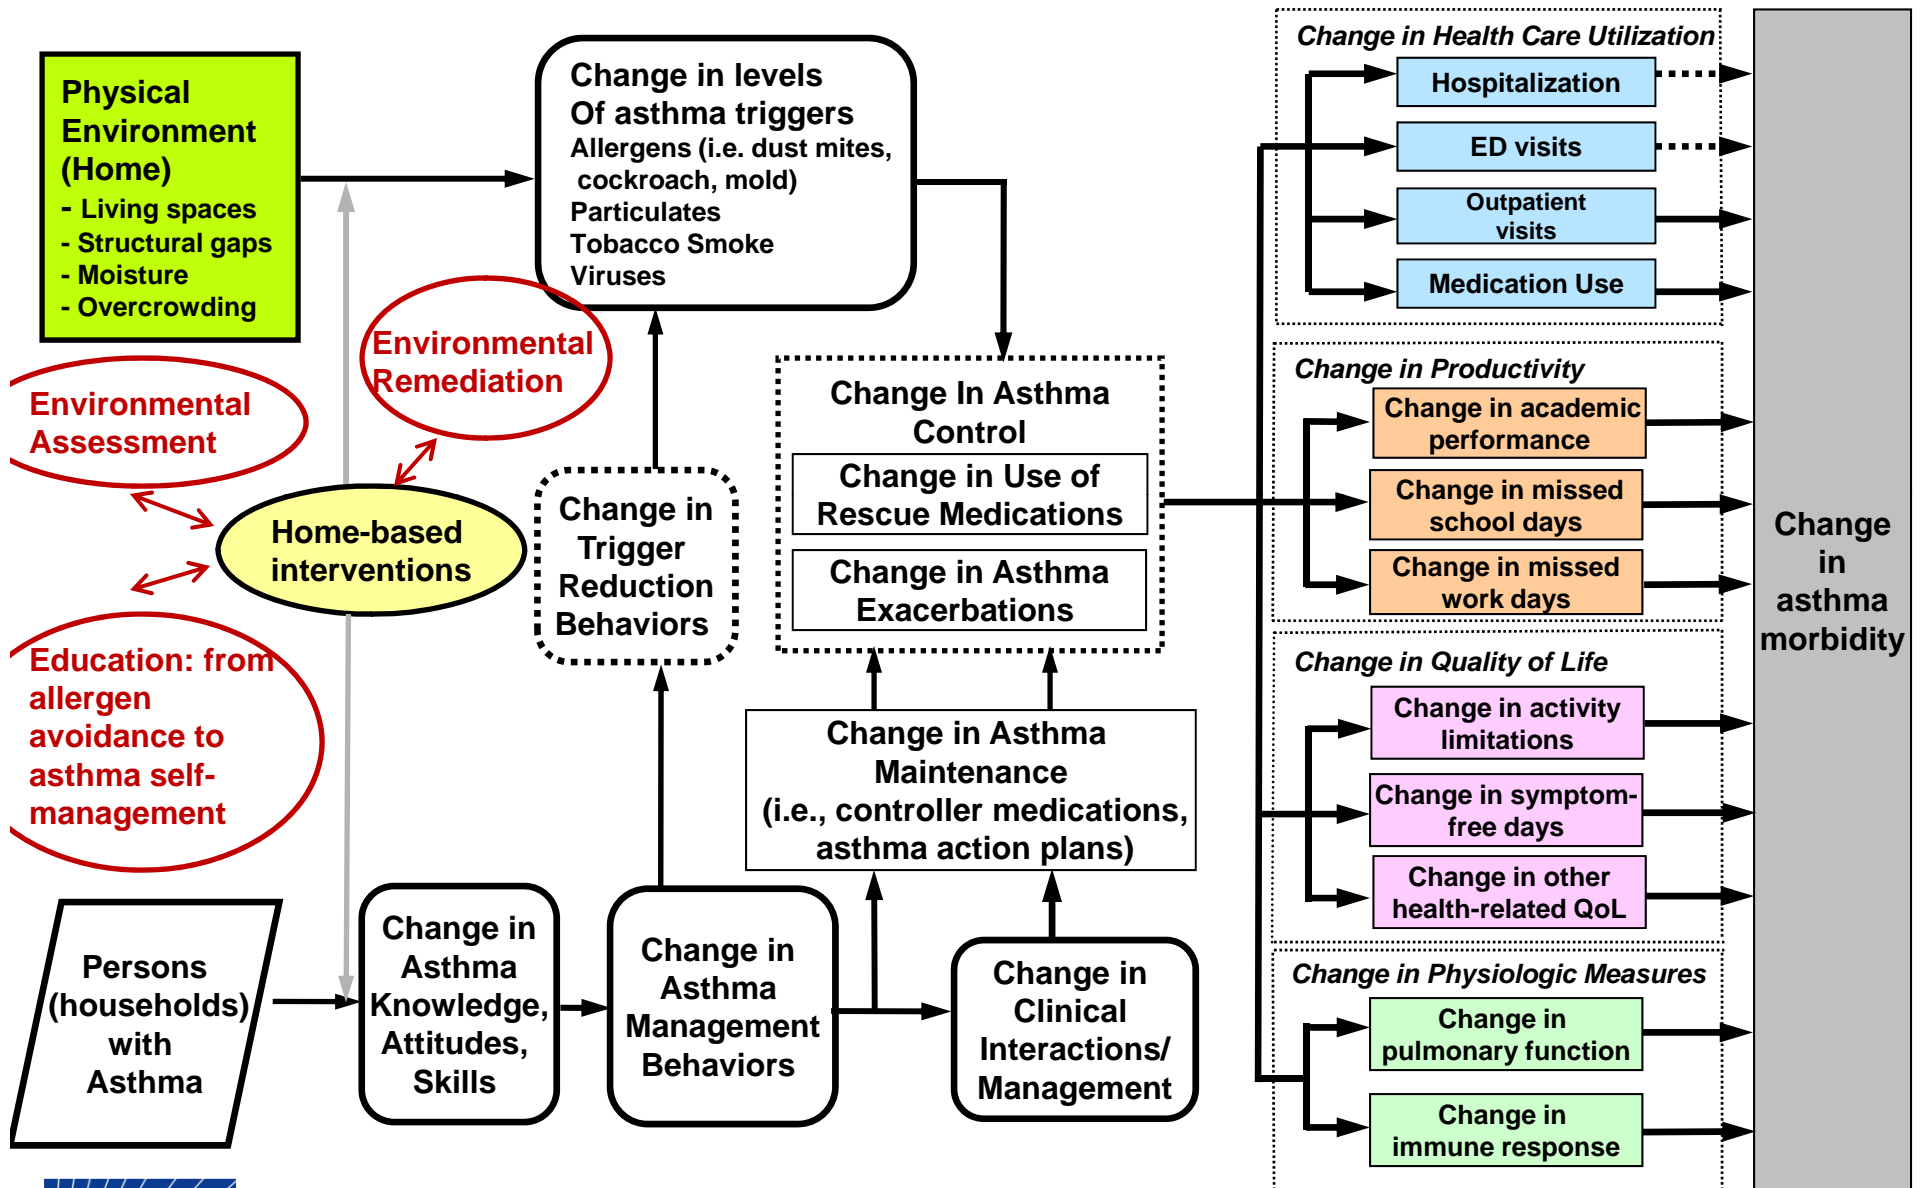 Physical
Environment
(Home)
- Living spaces
- Structural gaps
- Moisture
- Overcrowding
Change in levels
Of asthma triggers
Allergens (i.e. dust mites,
cockroach, mold)
Particulates
Tobacco Smoke
Viruses
Environmental
Remediation
Environmental
Assessment
Home-based
interventions
Education: from
allergen
avoidance to
asthma self-
management
Persons
(households)
with
Asthma
Change in
Asthma
Knowledge,
Attitudes,
Skills
Change in
Trigger
Reduction
Behaviors
Change in
Asthma
Management
Behaviors
Change In Asthma
Control
Change in Use of
Rescue Medications
Change in Asthma
Exacerbations
Change in Asthma
Maintenance
(i.e., controller medications,
asthma action plans)
Change in
Clinical
Interactions/
Management
Change in Health Care Utilization
Hospitalization
ED visits
Outpatient
visits
Medication Use
Change in Productivity
Change in academic
performance
Change in missed
school days
Change in missed
work days
Change in Quality of Life
Change in activity
limitations
Change in symptom-
free days
Change in other
health-related QoL
Change in Physiologic Measures
Change in
pulmonary function
Change in
immune response
Change
in
asthma
morbidity